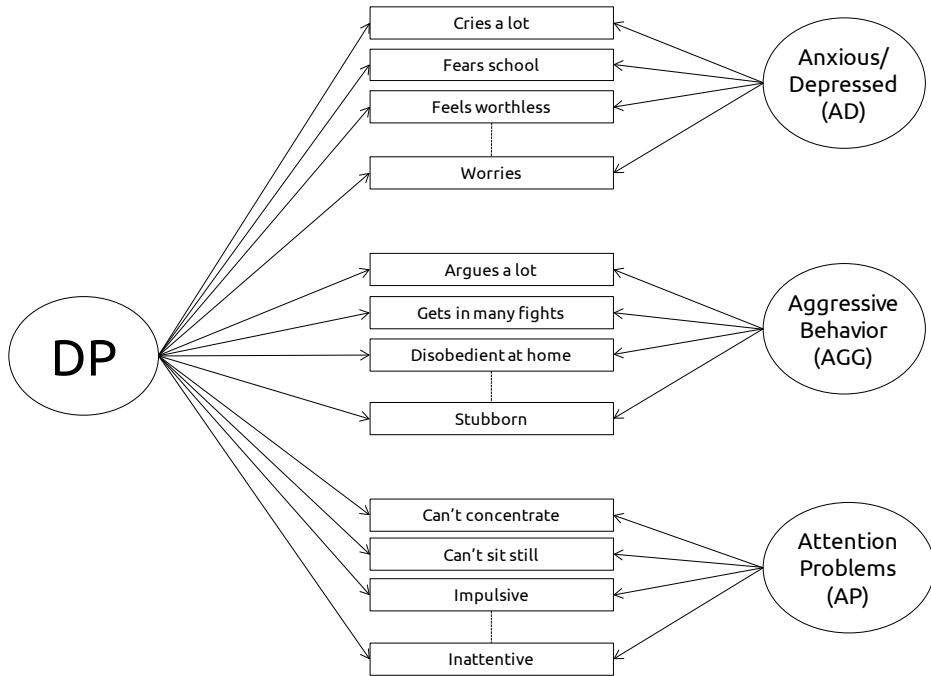 Cries a lot
Fears school
Feels worthless
Worries
Anxious/
Depressed
(AD)
DP
Argues a lot
Gets in many fights
Disobedient at home
Stubborn
Aggressive
Behavior
(AGG)
Can't concentrate
Can't sit still
Impulsive
Inattentive
Attention
Problems
(AP)